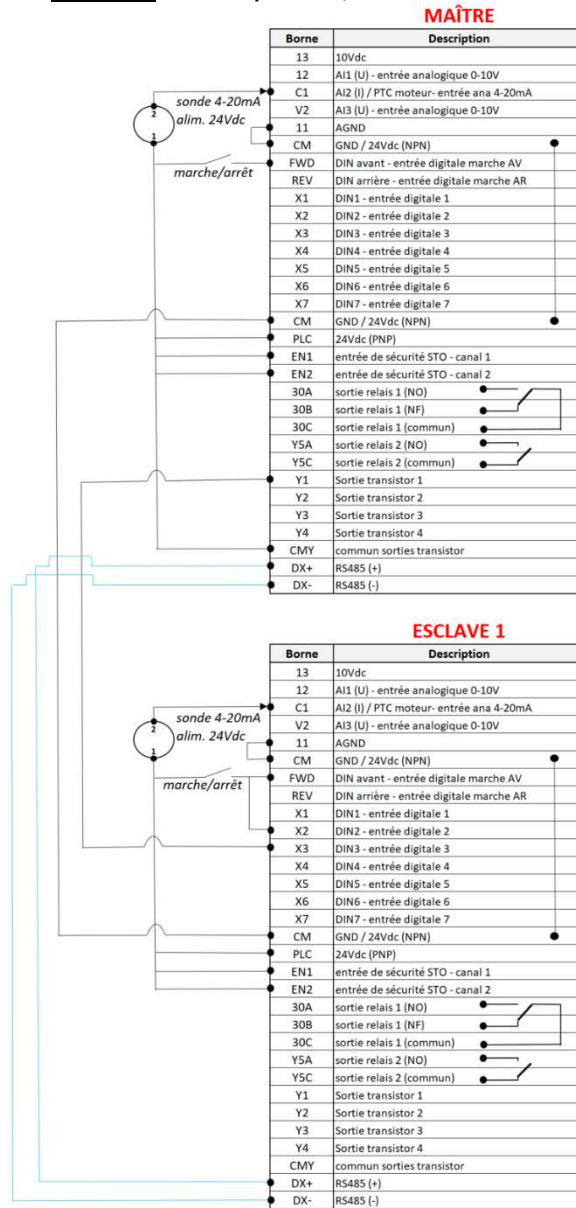 MAÎTRE
Borne Description
13 10Vdc
12 AI1 (U) - entrée analogique 0-10V
C1 AI2 (I) / PTC moteur- entrée ana 4-20mA
V2 AI3 (U) - entrée analogique 0-10V
11 AGND
CM GND / 24Vdc (NPN)
FWD DIN avant - entrée digitale marche AV
REV DIN arrière - entrée digitale marche AR
X1 DIN1 - entrée digitale 1
X2 DIN2 - entrée digitale 2
X3 DIN3 - entrée digitale 3
X4 DIN4 - entrée digitale 4
X5 DIN5 - entrée digitale 5
X6 DIN6 - entrée digitale 6
X7 DIN7 - entrée digitale 7
CM GND / 24Vdc (NPN)
PLC 24Vdc (PNP)
EN1 entrée de sécurité STO - canal 1
EN2 entrée de sécurité STO - canal 2
30A sortie relais 1 (NO)
30B sortie relais 1 (NF)
30C sortie relais 1 (commun)
Y5A sortie relais 2 (NO)
Y5C sortie relais 2 (commun)
Y1 Sortie transistor 1
Y2 Sortie transistor 2
Y3 Sortie transistor 3
Y4 Sortie transistor 4
CMY commun sorties transistor
DX+ RS485 (+)
DX- RS485 (-)
2
1
sonde 4-20mA
alim. 24Vdc
marche/arrêt
ESCLAVE 1
Borne Description
13 10Vdc
12 AI1 (U) - entrée analogique 0-10V
C1 AI2 (I) / PTC moteur- entrée ana 4-20mA
V2 AI3 (U) - entrée analogique 0-10V
11 AGND
CM GND / 24Vdc (NPN)
FWD DIN avant - entrée digitale marche AV
REV DIN arrière - entrée digitale marche AR
X1 DIN1 - entrée digitale 1
X2 DIN2 - entrée digitale 2
X3 DIN3 - entrée digitale 3
X4 DIN4 - entrée digitale 4
X5 DIN5 - entrée digitale 5
X6 DIN6 - entrée digitale 6
X7 DIN7 - entrée digitale 7
CM GND / 24Vdc (NPN)
PLC 24Vdc (PNP)
EN1 entrée de sécurité STO - canal 1
EN2 entrée de sécurité STO - canal 2
30A sortie relais 1 (NO)
30B sortie relais 1 (NF)
30C sortie relais 1 (commun)
Y5A sortie relais 2 (NO)
Y5C sortie relais 2 (commun)
Y1 Sortie transistor 1
Y2 Sortie transistor 2
Y3 Sortie transistor 3
Y4 Sortie transistor 4
CMY commun sorties transistor
DX+ RS485 (+)
DX- RS485 (-)
2
1
sonde 4-20mA
alim. 24Vdc
marche/arrêt